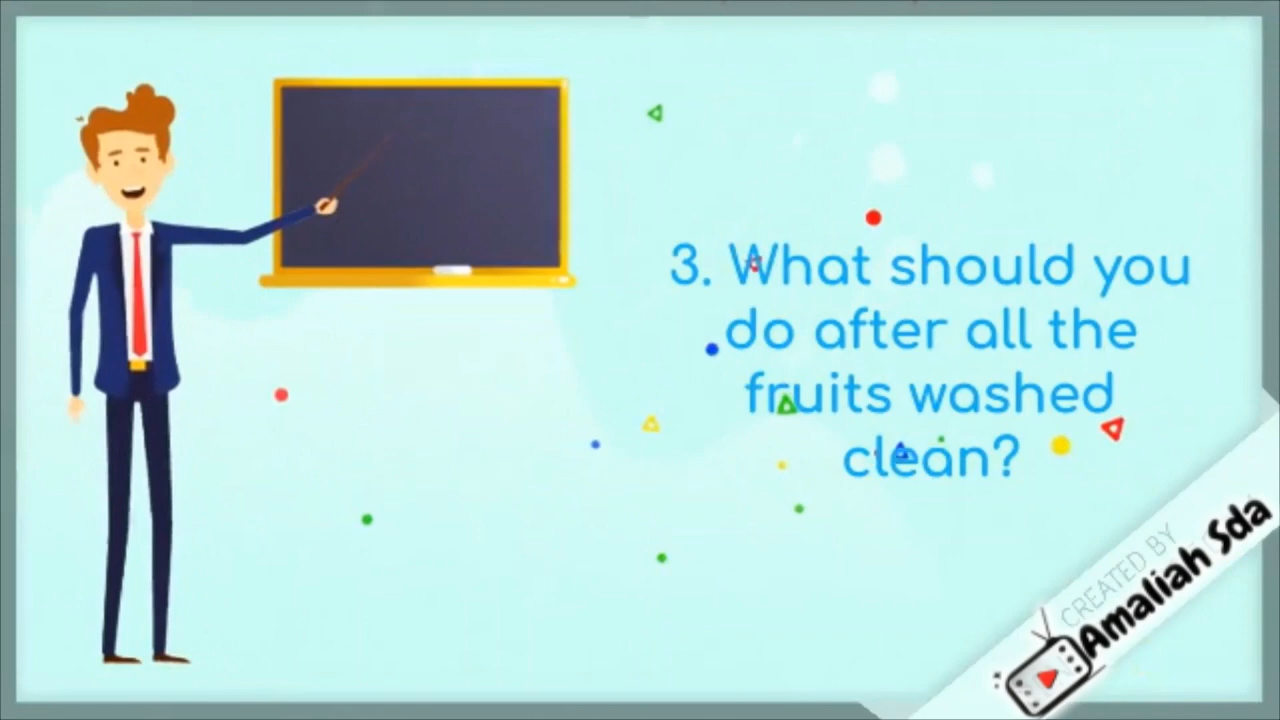 3. What should you
do after all the
fruits washed
clean?
CREATED BY
Amaliah Sda